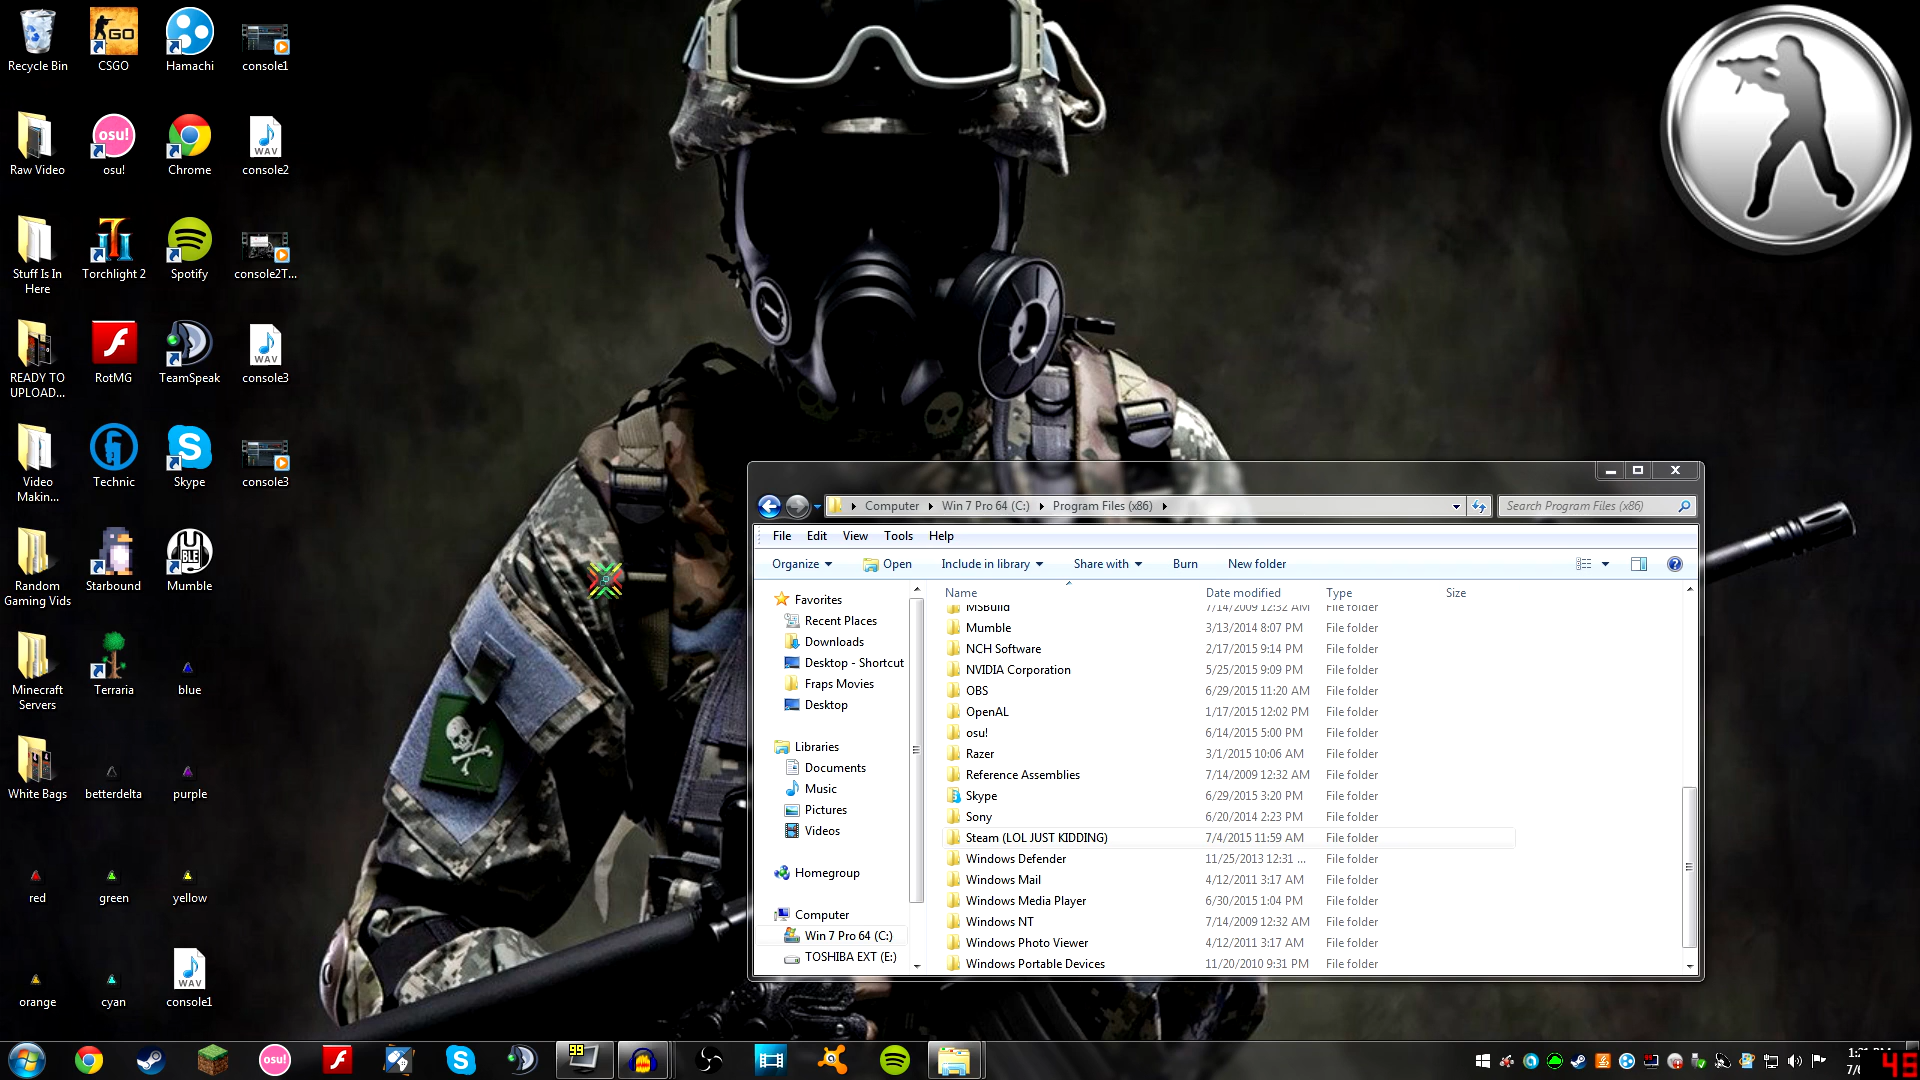 Recycle Bin
CSGO
Hamachi
console1
Raw Video
osu!
Chrome
console2
Stuff Is In
Here
Torchlight 2
Spotify
console2T...
READY TO
UPLOAD...
RotMG
TeamSpeak
console3
Video
Makin...
Technic
Skype
console3
Random
Gaming Vids
Starbound
Mumble
Minecraft
Servers
Terraria
blue
White Bags
betterdelta
purple
red
green
yellow
orange
cyan
console1
GO
osu!
WAV
WAV
WAV
Computer Win 7 Pro 64 (C:) Program Files (x86)
Search Program Files (x86)
File Edit View Tools Help
Organize Open Include in library Share with Burn New folder
Favorites
Recent Places
Downloads
Desktop - Shortcut
Fraps Movies
Desktop
Libraries
Documents
Music
Pictures
Videos
Homegroup
Computer
Win 7 Pro 64 (C:)
TOSHIBA EXT (E:)
Name Date modified Type Size
MSBuild 7/14/2009 12:32 AM File folder
Mumble 3/13/2014 8:07 PM File folder
NCH Software 2/17/2015 9:14 PM File folder
NVIDIA Corporation 5/25/2015 9:09 PM File folder
OBS 6/29/2015 11:20 AM File folder
OpenAL 1/17/2015 12:02 PM File folder
osu! 6/14/2015 5:00 PM File folder
Razer 3/1/2015 10:06 AM File folder
Reference Assemblies 7/14/2009 12:32 AM File folder
Skype 6/29/2015 3:20 PM File folder
Sony 6/20/2014 2:23 PM File folder
Steam (LOL JUST KIDDING) 7/4/2015 11:59 AM File folder
Windows Defender 11/25/2013 12:31 ... File folder
Windows Mail 4/12/2011 3:17 AM File folder
Windows Media Player 6/30/2015 1:04 PM File folder
Windows NT 7/14/2009 12:32 AM File folder
Windows Photo Viewer 4/12/2011 3:17 AM File folder
Windows Portable Devices 11/20/2010 9:31 PM File folder
osu!
99
45